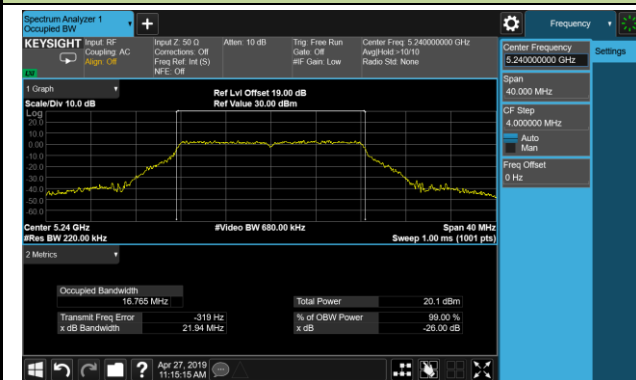 Spectrum Analyzer 1
Occupied BW
Frequency
KEYSIGHT
Input: RF
Coupling: AC
Align: Off
Input Z: 50 Ω
Corrections: Off
Freq Ref: Int (S)
NFE: Off
Atten: 10 dB
Trig: Free Run
Gate: Off
#IF Gain: Low
Center Freq: 5.240000000 GHz
Avg|Hold:>10/10
Radio Std: None
1 Graph
Scale/Div 10.0 dB
Ref Lvl Offset 19.00 dB
Ref Value 30.00 dBm
Log
20.0
10.0
0.00
-10.0
-20.0
-30.0
-40.0
-50.0
-60.0
Center 5.24 GHz
#Res BW 220.00 kHz
#Video BW 680.00 kHz
Span 40 MHz
Sweep 1.00 ms (1001 pts)
2 Metrics
Occupied Bandwidth
16.765 MHz
Total Power 20.1 dBm
Transmit Freq Error -319 Hz
% of OBW Power 99.00 %
x dB Bandwidth 21.94 MHz
x dB -26.00 dB
Apr 27, 2019
11:15:15 AM
Center Frequency
5.240000000 GHz
Settings
Span
40.000 MHz
CF Step
4.000000 MHz
Auto
Man
Freq Offset
0 Hz